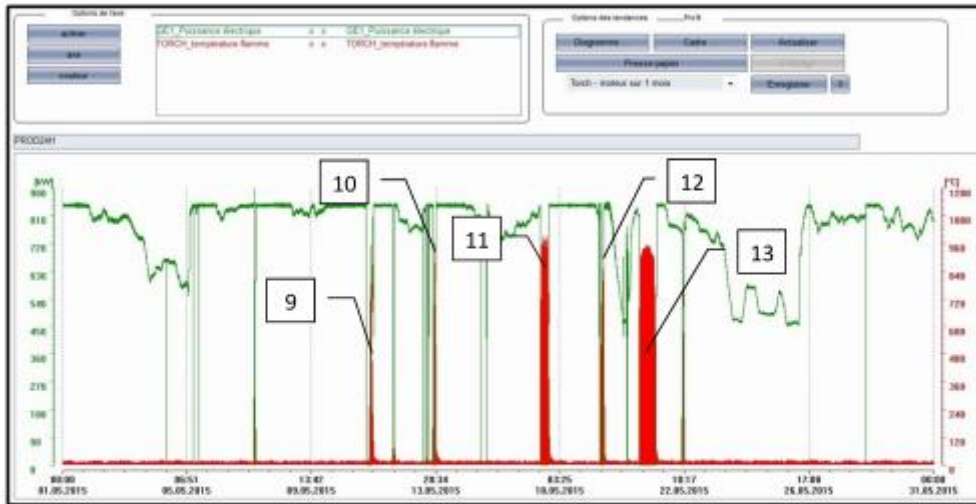 Options de l'axe
activer
axe
couleur
GE1_Puissance électrique x x GE1_Puissance électrique
TORCH_température flamme x x TORCH_température flamme
Options des tendances
Diagramme
Cadre
Actualiser
Presse-papier
Torch - moteur sur 1 mois
Enregistrer
PROD2#1
[kW]
900
810
720
630
540
450
360
270
180
90
0
[°C]
1200
1080
960
840
720
600
480
360
240
120
0
9
10
11
12
13
00:00 06:51 13:42 20:34 03:25 10:17 17:08 00:00
01.05.2015 05.05.2015 09.05.2015 13.05.2015 18.05.2015 22.05.2015 26.05.2015 31.05.2015